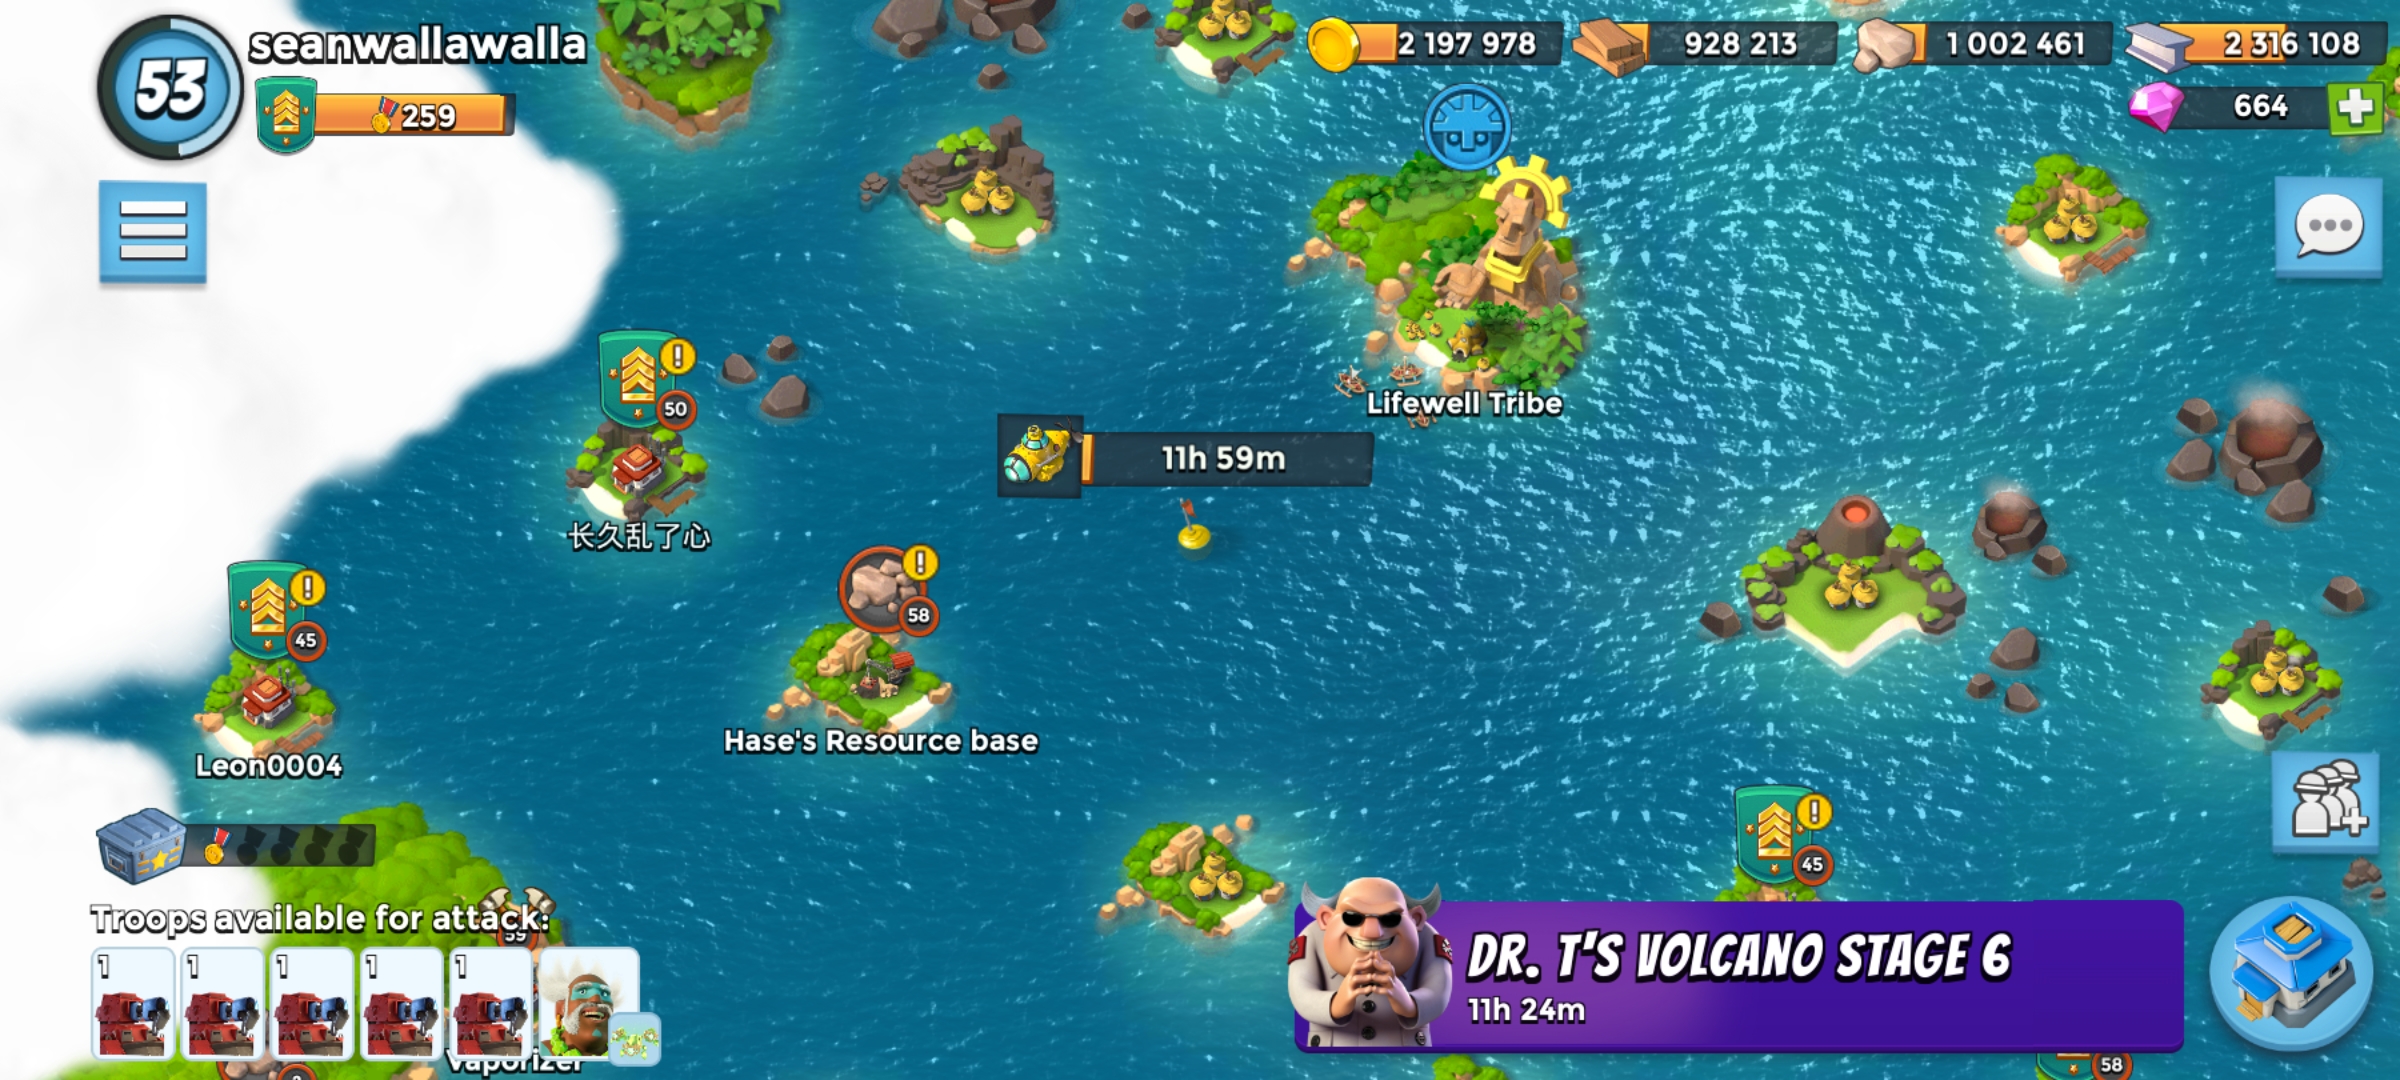 53
seanwallawalla
259
2 197 978
928 213
1 002 461
2 316 108
664
Lifewell Tribe
50
长久乱了心
11h 59m
58
Hase's Resource base
45
Leon0004
45
Troops available for attack:
59
1
1
1
1
1
Vaporizer
DR. T'S VOLCANO STAGE 6
11h 24m
58